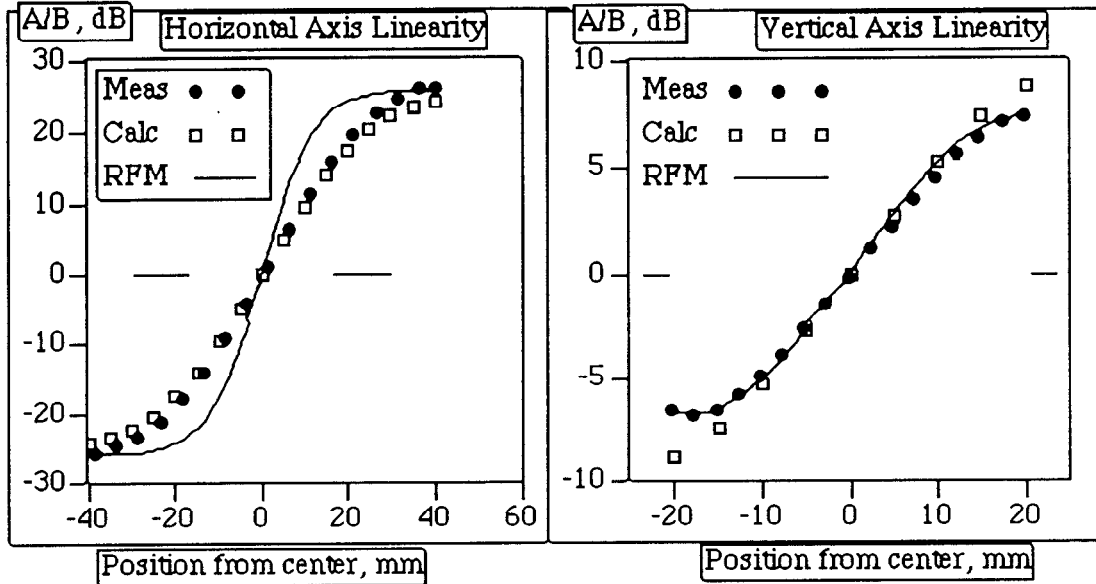 A/B, dB
Horizontal Axis Linearity
Meas
Calc
RFM
30
20
10
0
-10
-20
-30
-40
-20
0
20
40
60
Position from center, mm
A/B, dB
Vertical Axis Linearity
Meas
Calc
RFM
10
5
0
-5
-10
-20
-10
0
10
20
Position from center, mm